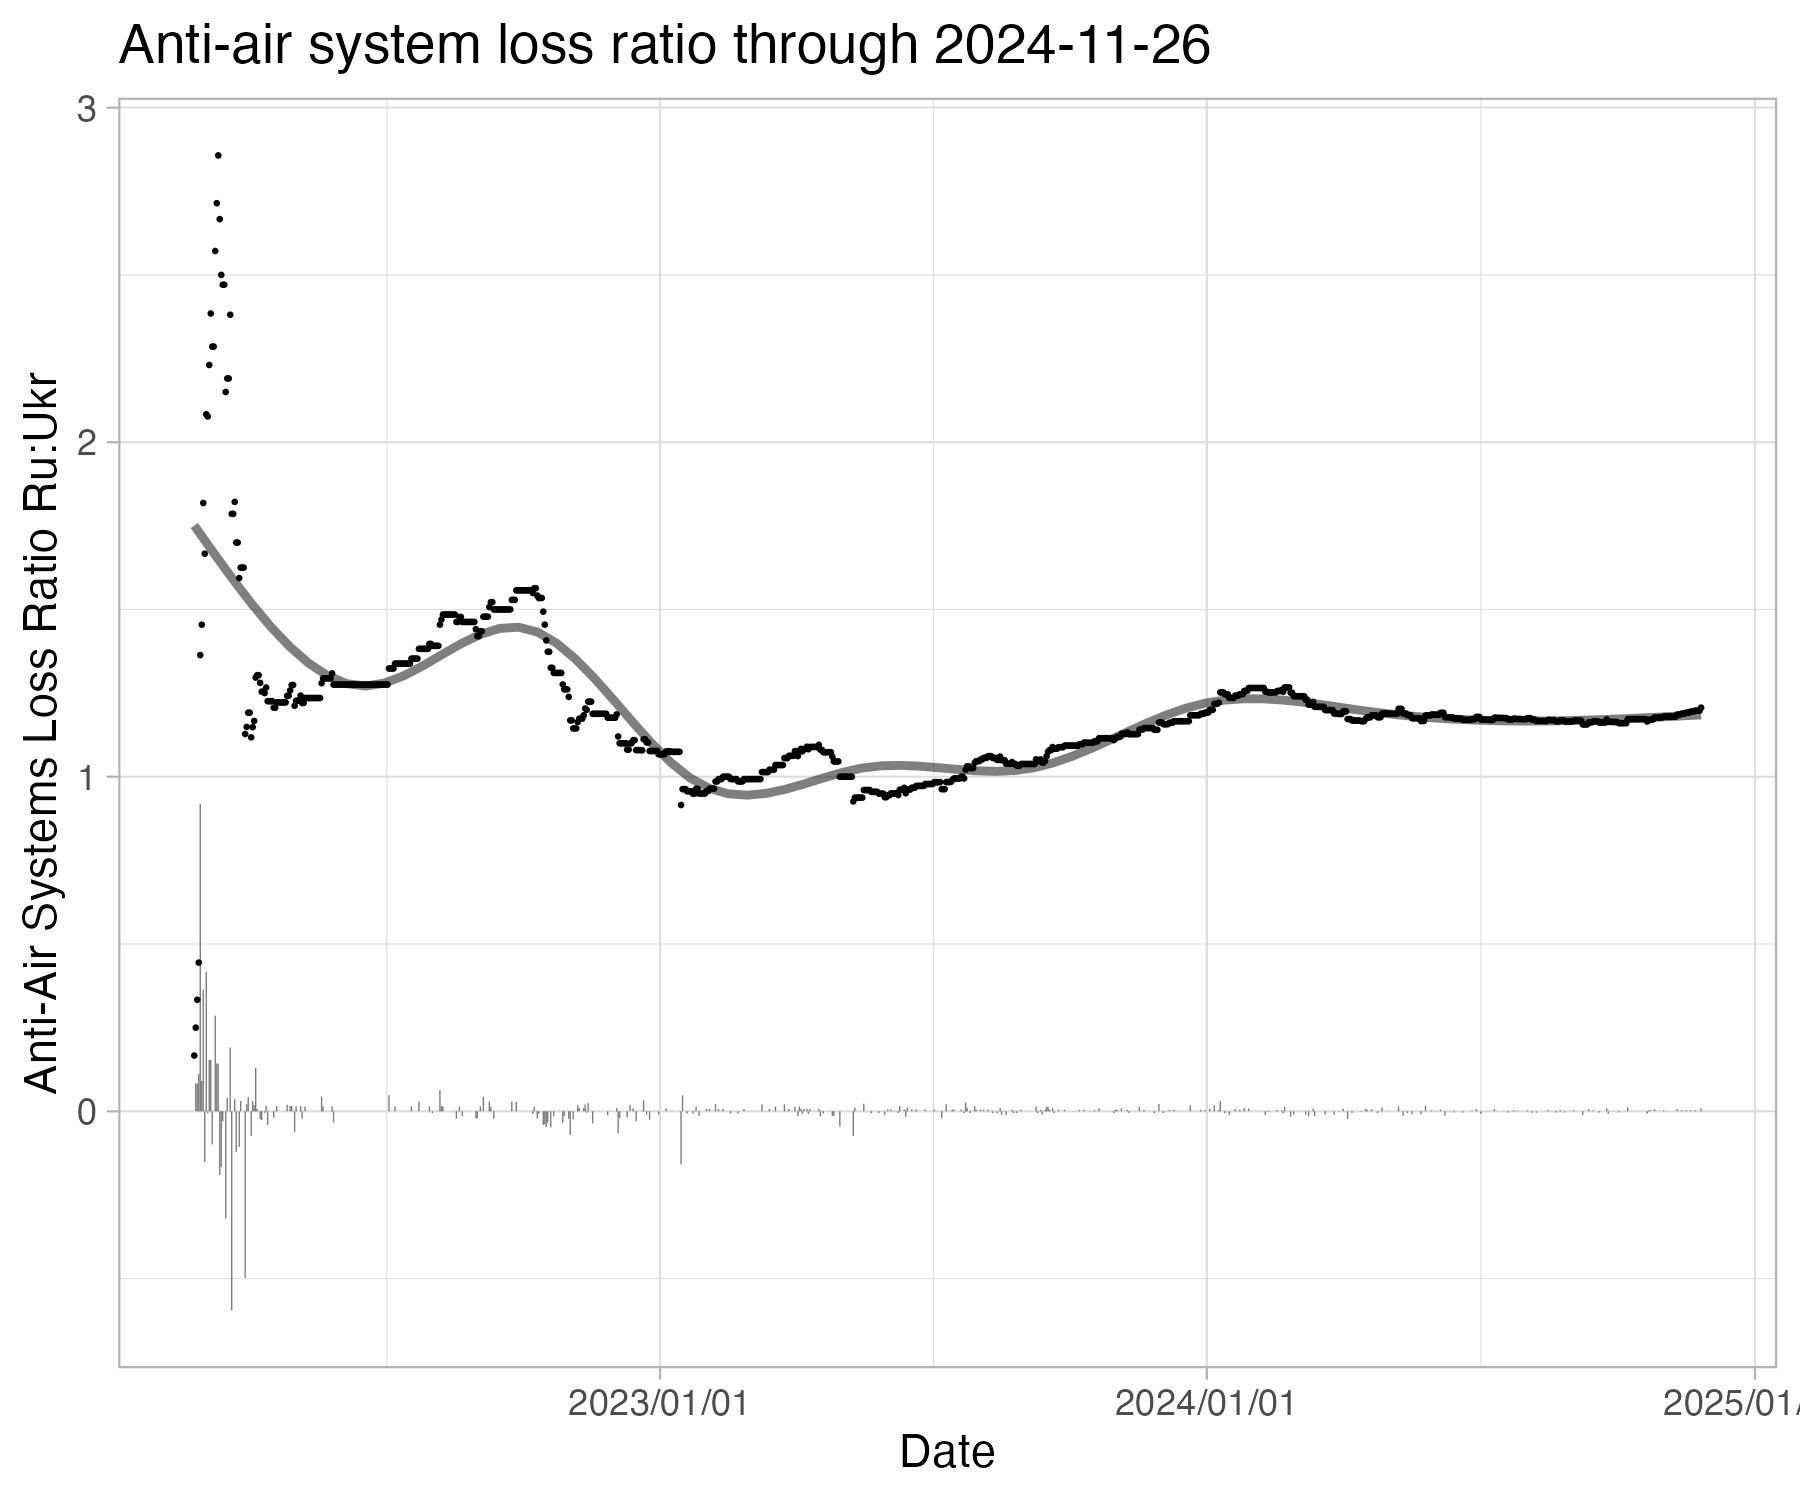 Anti-air system loss ratio through 2024-11-26
Anti-Air Systems Loss Ratio Ru:Ukr
3
2
1
0
2023/01/01
2024/01/01
2025/01/
Date